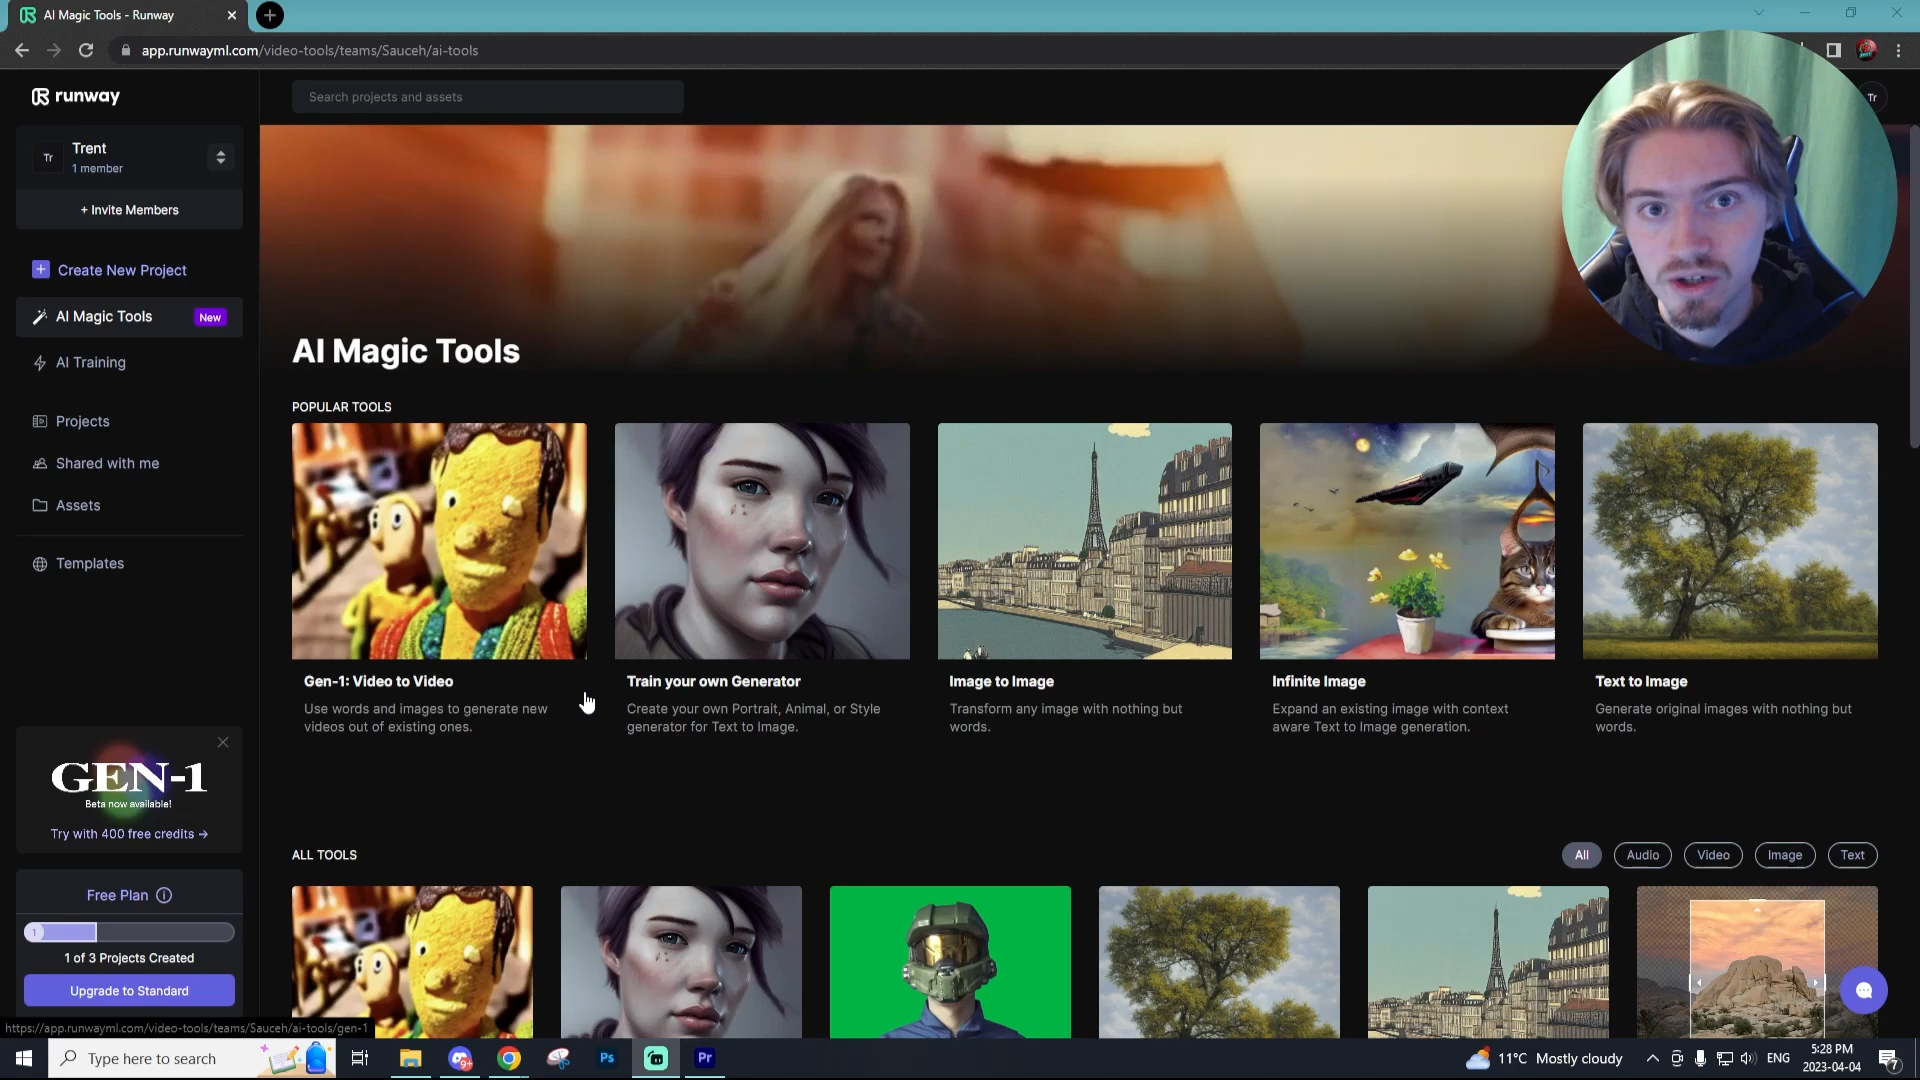 AI Magic Tools - Runway
app.runwayml.com/video-tools/teams/Sauceh/ai-tools
runway
Search projects and assets
Tr
Tr
Trent
1 member
+ Invite Members
Create New Project
AI Magic Tools
New
AI Training
Projects
Shared with me
Assets
Templates
AI Magic Tools
POPULAR TOOLS
Gen-1: Video to Video
Use words and images to generate new
videos out of existing ones.
Train your own Generator
Create your own Portrait, Animal, or Style
generator for Text to Image.
Image to Image
Transform any image with nothing but
words.
Infinite Image
Expand an existing image with context
aware Text to Image generation.
Text to Image
Generate original images with nothing but
words.
GEN-1
Beta now available!
Try with 400 free credits →
ALL TOOLS
All
Audio
Video
Image
Text
Free Plan
1
1 of 3 Projects Created
Upgrade to Standard
https://app.runwayml.com/video-tools/teams/Sauceh/ai-tools/gen-1
Type here to search
9+
Ps
Pr
11°C Mostly cloudy
ENG
5:28 PM
2023-04-04
7